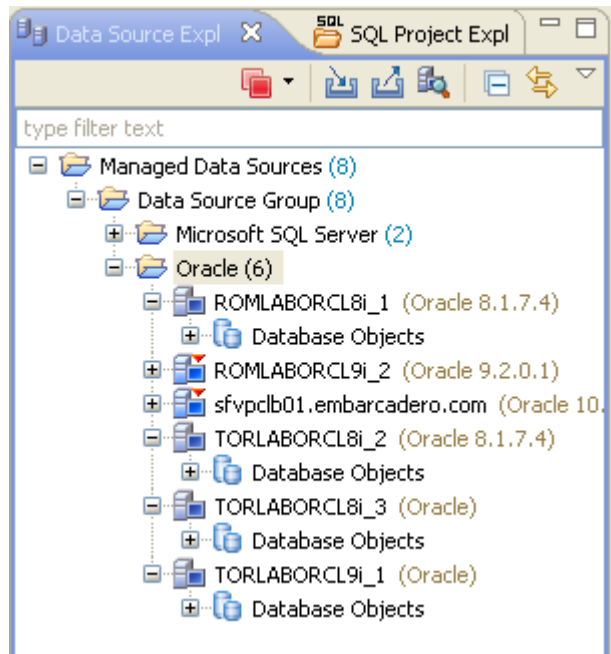 Data Source Expl SQL SQL Project Expl
type filter text
Managed Data Sources (8)
Data Source Group (8)
Microsoft SQL Server (2)
Oracle (6)
ROMLABORCL8i_1 (Oracle 8.1.7.4)
Database Objects
ROMLABORCL9i_2 (Oracle 9.2.0.1)
sfvpclb01.embarcadero.com (Oracle 10.
TORLABORCL8i_2 (Oracle 8.1.7.4)
Database Objects
TORLABORCL8i_3 (Oracle)
Database Objects
TORLABORCL9i_1 (Oracle)
Database Objects